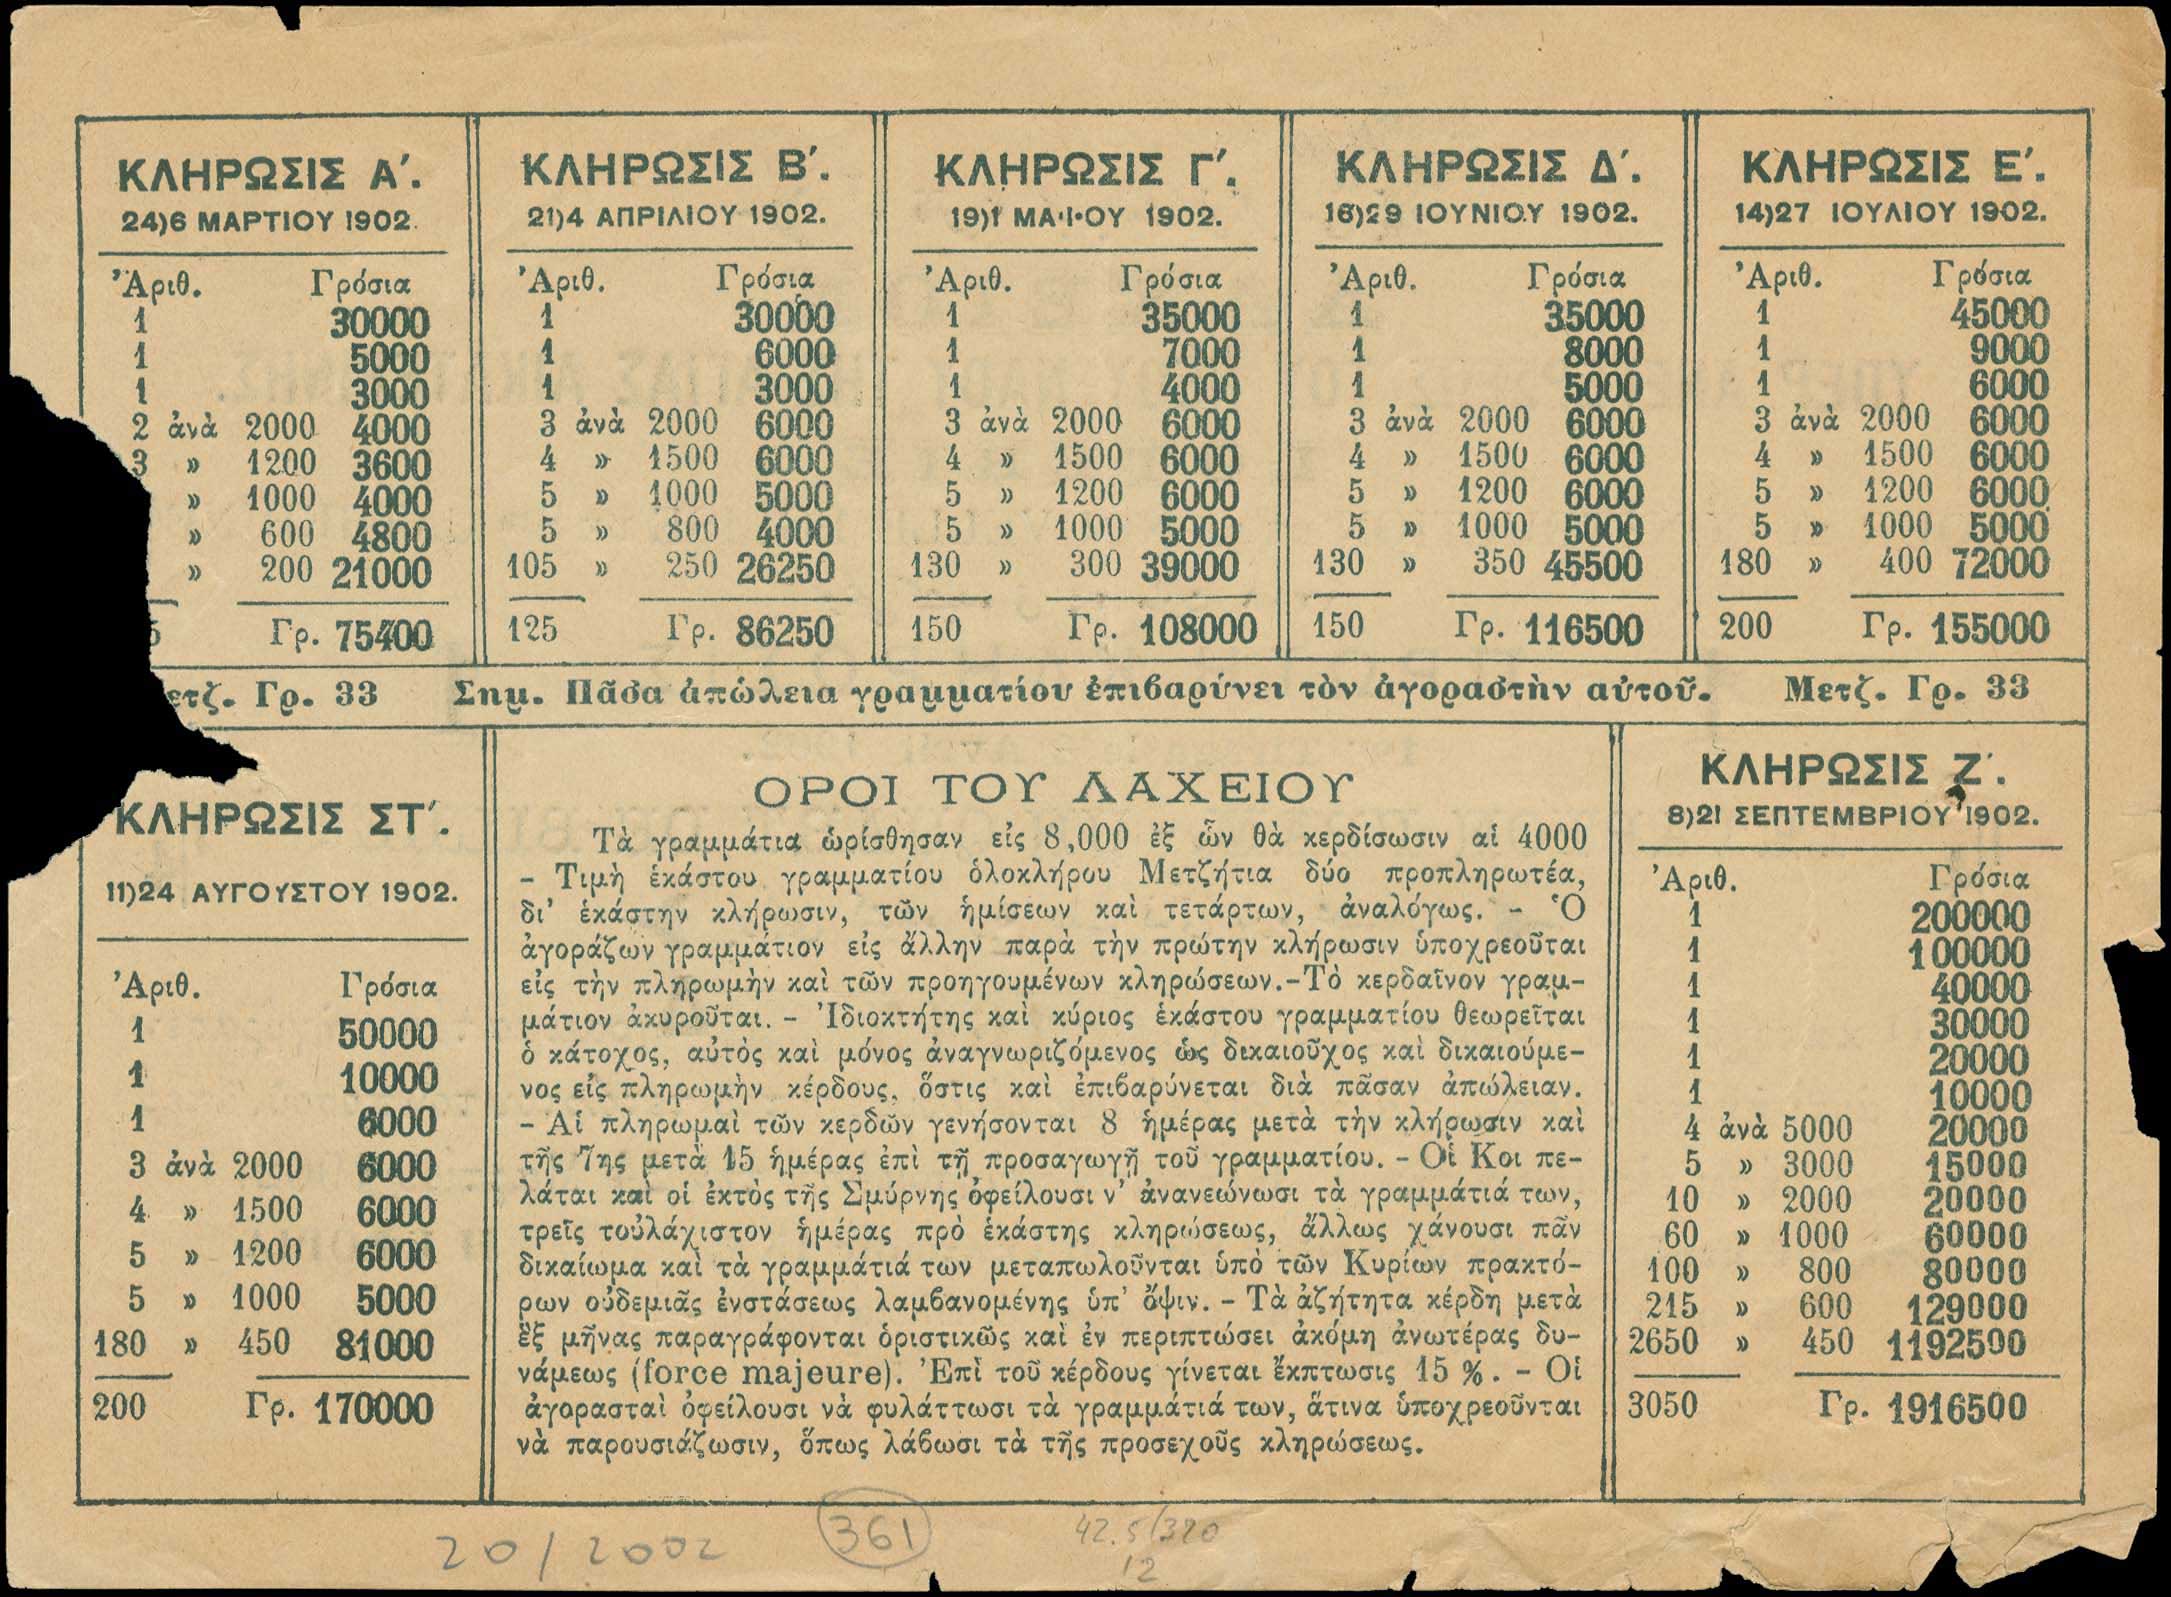 ΚΛΗΡΩΣΙΣ Α΄.
24)6 ΜΑΡΤΙΟΥ 1902.
Ἀριθ. Γρόσια
1 30000
1 5000
1 3000
2 ἀνὰ 2000 4000
3 » 1200 3600
» 1000 4000
» 600 4800
» 200 21000
5 Γρ. 75400
ΚΛΗΡΩΣΙΣ Β΄.
21)4 ΑΠΡΙΛΙΟΥ 1902.
Ἀριθ. Γρόσια
1 30000
1 6000
1 3000
3 ἀνὰ 2000 6000
4 » 1500 6000
5 » 1000 5000
5 » 800 4000
105 » 250 26250
125 Γρ. 86250
ΚΛΗΡΩΣΙΣ Γ΄.
19)1 ΜΑ·Ι·ΟΥ 1902.
Ἀριθ. Γρόσια
1 35000
1 7000
1 4000
3 ἀνὰ 2000 6000
4 » 1500 6000
5 » 1200 6000
5 » 1000 5000
130 » 300 39000
150 Γρ. 108000
ΚΛΗΡΩΣΙΣ Δ΄.
16)29 ΙΟΥΝΙΟΥ 1902.
Ἀριθ. Γρόσια
1 35000
1 8000
1 5000
3 ἀνὰ 2000 6000
4 » 1500 6000
5 » 1200 6000
5 » 1000 5000
130 » 350 45500
150 Γρ. 116500
ΚΛΗΡΩΣΙΣ Ε΄.
14)27 ΙΟΥΛΙΟΥ 1902.
Ἀριθ. Γρόσια
1 45000
1 9000
1 6000
3 ἀνὰ 2000 6000
4 » 1500 6000
5 » 1200 6000
5 » 1000 5000
180 » 400 72000
200 Γρ. 155000
ετζ. Γρ. 33 Σημ. Πᾶσα ἀπώλεια γραμματίου ἐπιβαρύνει τὸν ἀγοραστὴν αὐτοῦ. Μετζ. Γρ. 33
ΚΛΗΡΩΣΙΣ ΣΤ΄.
11)24 ΑΥΓΟΥΣΤΟΥ 1902.
Ἀριθ. Γρόσια
1 50000
1 10000
1 6000
3 ἀνὰ 2000 6000
4 » 1500 6000
5 » 1200 6000
5 » 1000 5000
180 » 450 81000
200 Γρ. 170000
ΟΡΟΙ ΤΟΥ ΛΑΧΕΙΟΥ
Τὰ γραμμάτια ὡρίσθησαν εἰς 8,000 ἐξ ὧν θὰ κερδίσωσιν αἱ 4000
– Τιμὴ ἑκάστου γραμματίου ὁλοκλήρου Μετζήτια δύο προπληρωτέα,
δι' ἑκάστην κλήρωσιν, τῶν ἡμίσεων καὶ τετάρτων, ἀναλόγως. – Ὁ
ἀγοράζων γραμμάτιον εἰς ἄλλην παρὰ τὴν πρώτην κλήρωσιν ὑποχρεοῦται
εἰς τὴν πληρωμὴν καὶ τῶν προηγουμένων κληρώσεων.–Τὸ κερδαῖνον γραμ-
μάτιον ἀκυροῦται. – Ἰδιοκτήτης καὶ κύριος ἑκάστου γραμματίου θεωρεῖται
ὁ κάτοχος, αὐτὸς καὶ μόνος ἀναγνωριζόμενος ὡς δικαιοῦχος καὶ δικαιούμε-
νος εἰς πληρωμὴν κέρδους, ὅστις καὶ ἐπιβαρύνεται διὰ πᾶσαν ἀπώλειαν.
– Αἱ πληρωμαὶ τῶν κερδῶν γενήσονται 8 ἡμέρας μετὰ τὴν κλήρωσιν καὶ
τῆς 7ης μετὰ 15 ἡμέρας ἐπὶ τῇ προσαγωγῇ τοῦ γραμματίου. – Οἱ Κοι πε-
λάται καὶ οἱ ἐκτὸς τῆς Σμύρνης ὀφείλουσι ν' ἀνανεώνωσι τὰ γραμμάτιά των,
τρεῖς τοὐλάχιστον ἡμέρας πρὸ ἑκάστης κληρώσεως, ἄλλως χάνουσι πᾶν
δικαίωμα καὶ τὰ γραμμάτιά των μεταπωλοῦνται ὑπὸ τῶν Κυρίων πρακτό-
ρων οὐδεμιᾶς ἐνστάσεως λαμβανομένης ὑπ' ὄψιν. – Τὰ ἀζήτητα κέρδη μετὰ
ἓξ μῆνας παραγράφονται ὁριστικῶς καὶ ἐν περιπτώσει ἀκόμη ἀνωτέρας δυ-
νάμεως (force majeure). Ἐπὶ τοῦ κέρδους γίνεται ἔκπτωσις 15 %. – Οἱ
ἀγορασταὶ ὀφείλουσι νὰ φυλάττωσι τὰ γραμμάτιά των, ἅτινα ὑποχρεοῦνται
νὰ παρουσιάζωσιν, ὅπως λάβωσι τὰ τῆς προσεχοῦς κληρώσεως.
ΚΛΗΡΩΣΙΣ Ζ΄.
8)21 ΣΕΠΤΕΜΒΡΙΟΥ 1902.
Ἀριθ. Γρόσια
1 200000
1 100000
1 40000
1 30000
1 20000
1 10000
4 ἀνὰ 5000 20000
5 » 3000 15000
10 » 2000 20000
60 » 1000 60000
100 » 800 80000
215 » 600 129000
2650 » 450 1192500
3050 Γρ. 1916500
20/2002
361
42.5/320
12